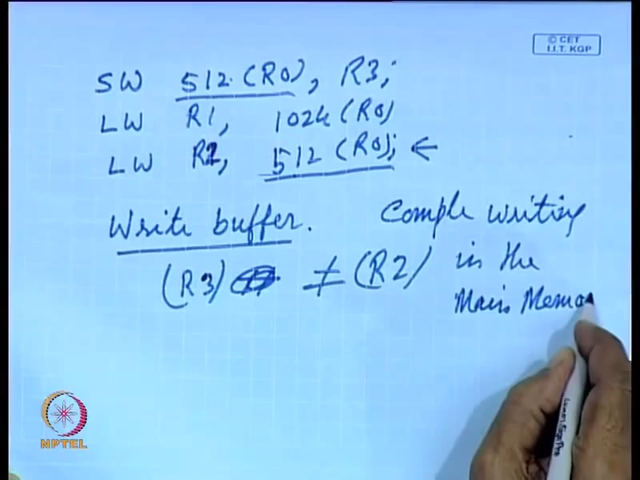 © CET
I.I.T. KGP
SW 512(R0), R3;
LW R1, 1024(R0)
LW R2, 512(R0); ←
Write buffer. Comple writing
(R3) ≠ (R2) in the
Main Memo
NPTEL